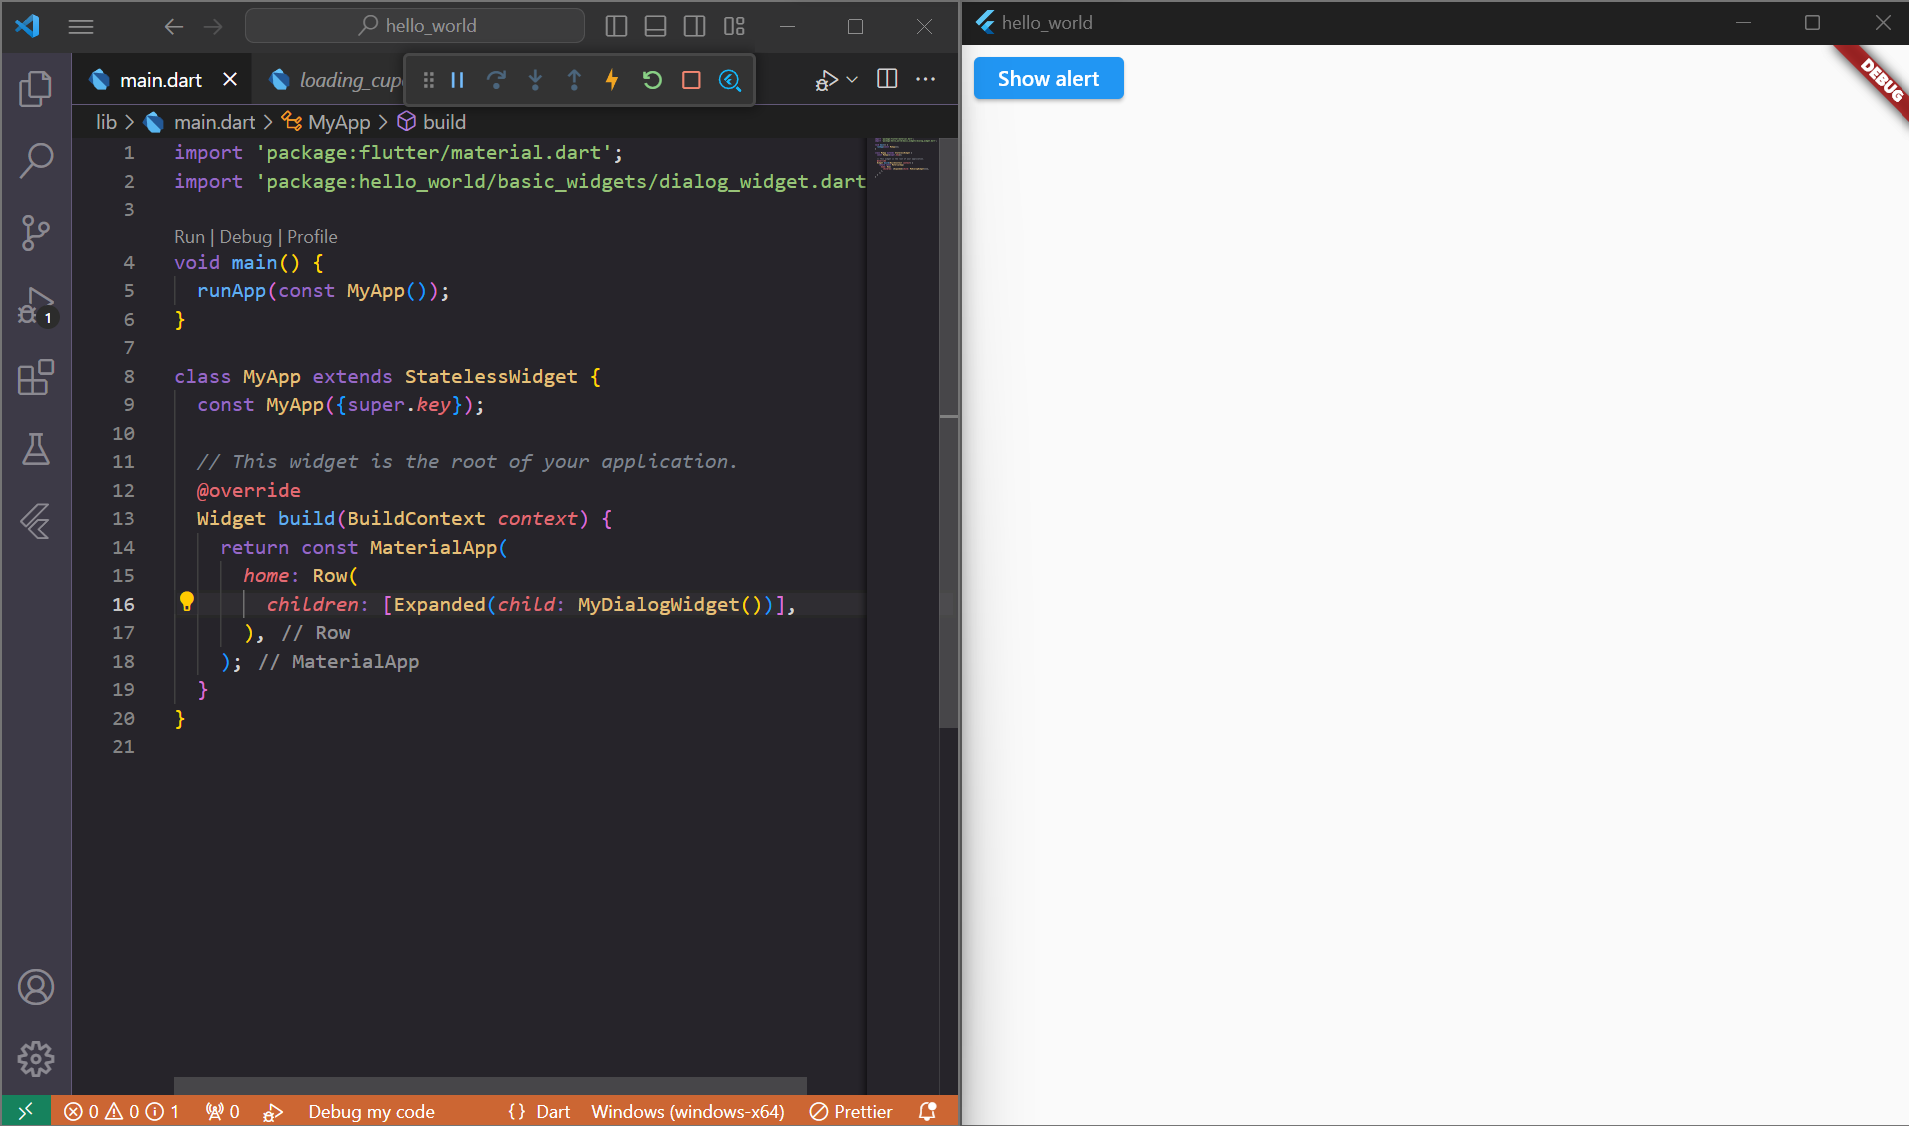 hello_world
main.dart
loading_cup
lib > main.dart > MyApp > build
1 import 'package:flutter/material.dart';
2 import 'package:hello_world/basic_widgets/dialog_widget.dart
3
Run | Debug | Profile
4 void main() {
5 runApp(const MyApp());
6 }
7
8 class MyApp extends StatelessWidget {
9 const MyApp({super.key});
10
11 // This widget is the root of your application.
12 @override
13 Widget build(BuildContext context) {
14 return const MaterialApp(
15 home: Row(
16 children: [Expanded(child: MyDialogWidget())],
17 ), // Row
18 ); // MaterialApp
19 }
20 }
21
1
0 0 1 0 Debug my code {} Dart Windows (windows-x64) Prettier
hello_world
Show alert
DEBUG